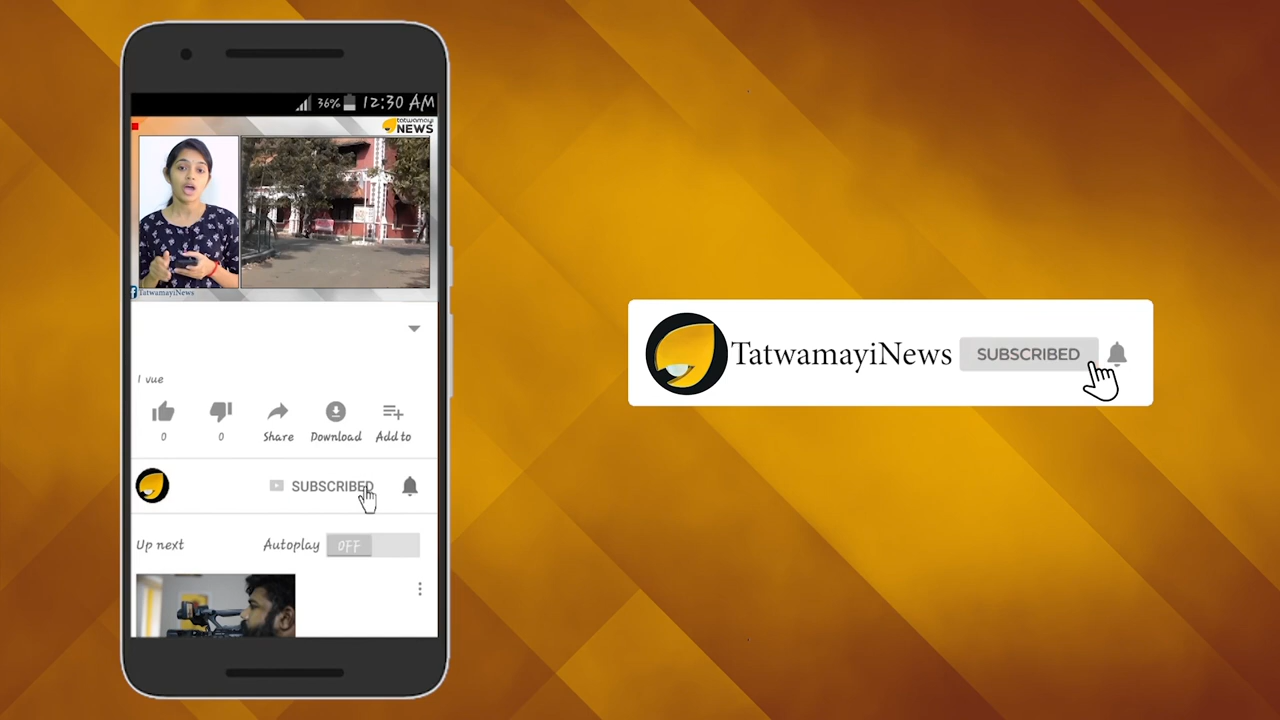 36% 12:30 AM
tatwamayi
NEWS
TatwamayiNews
1 vue
0 0 Share Download Add to
SUBSCRIBED
Up next Autoplay OFF
TatwamayiNews SUBSCRIBED